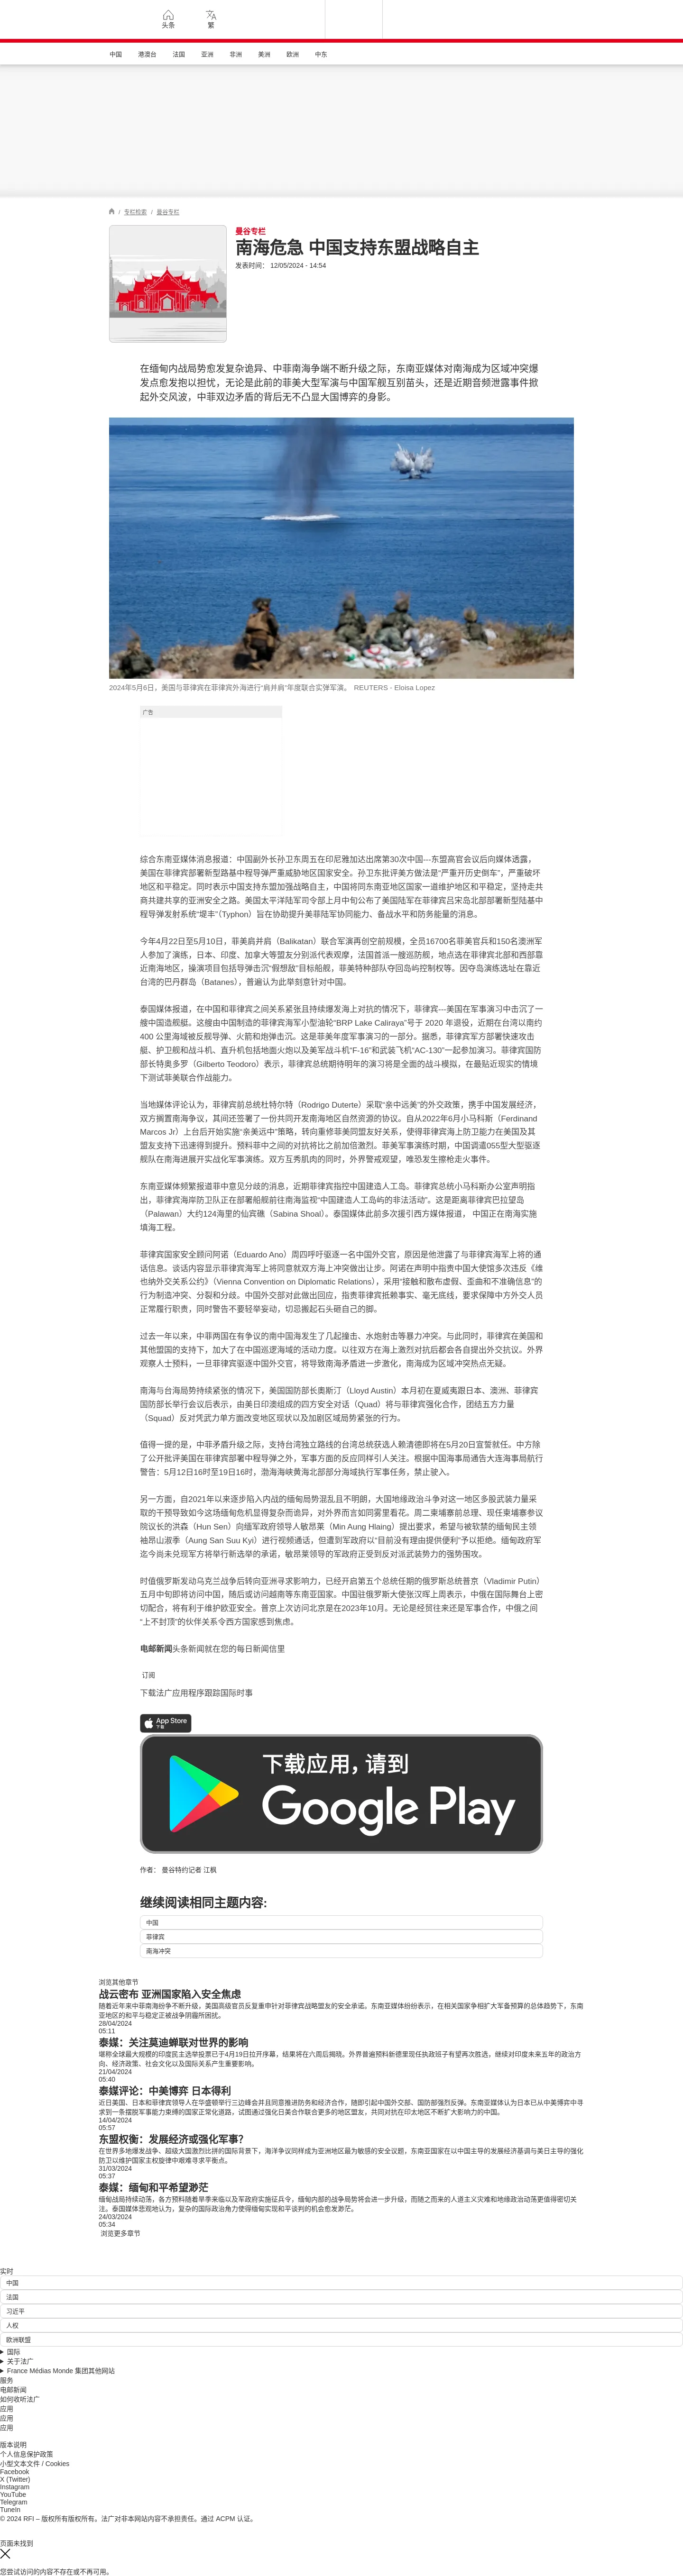 头条
繁
中国 港澳台 法国 亚洲 非洲 美洲 欧洲 中东
/ 专栏检索 / 曼谷专栏
曼谷专栏
南海危急 中国支持东盟战略自主
发表时间： 12/05/2024 - 14:54
在缅甸内战局势愈发复杂诡异、中菲南海争端不断升级之际，东南亚媒体对南海成为区域冲突爆
发点愈发抱以担忧，无论是此前的菲美大型军演与中国军舰互别苗头，还是近期音频泄露事件掀
起外交风波，中菲双边矛盾的背后无不凸显大国博弈的身影。
2024年5月6日，美国与菲律宾在菲律宾外海进行“肩并肩”年度联合实弹军演。 REUTERS - Eloisa Lopez
广告
综合东南亚媒体消息报道：中国副外长孙卫东周五在印尼雅加达出席第30次中国---东盟高官会议后向媒体透露，
美国在菲律宾部署新型路基中程导弹严重威胁地区国家安全。孙卫东批评美方做法是“严重开历史倒车”，严重破坏
地区和平稳定。同时表示中国支持东盟加强战略自主，中国将同东南亚地区国家一道维护地区和平稳定，坚持走共
商共建共享的亚洲安全之路。美国太平洋陆军司令部上月中旬公布了美国陆军在菲律宾吕宋岛北部部署新型陆基中
程导弹发射系统“堤丰”（Typhon）旨在协助提升美菲陆军协同能力、备战水平和防务能量的消息。
今年4月22日至5月10日，菲美肩并肩（Balikatan）联合军演再创空前规模，全员16700名菲美官兵和150名澳洲军
人参加了演练，日本、印度、加拿大等盟友分别派代表观摩，法国首派一艘巡防舰，地点选在菲律宾北部和西部靠
近南海地区，操演项目包括导弹击沉“假想敌”目标船舰，菲美特种部队夺回岛屿控制权等。因夺岛演练选址在靠近
台湾的巴丹群岛（Batanes），普遍认为此举刻意针对中国。
泰国媒体报道，在中国和菲律宾之间关系紧张且持续爆发海上对抗的情况下，菲律宾---美国在军事演习中击沉了一
艘中国造舰艇。这艘由中国制造的菲律宾海军小型油轮“BRP Lake Caliraya”号于 2020 年退役，近期在台湾以南约
400 公里海域被反舰导弹、火箭和炮弹击沉。这是菲美年度军事演习的一部分。据悉，菲律宾军方部署快速攻击
艇、护卫舰和战斗机、直升机包括地面火炮以及美军战斗机“F-16”和武装飞机“AC-130”一起参加演习。菲律宾国防
部长特奥多罗（Gilberto Teodoro）表示，菲律宾总统期待明年的演习将是全面的战斗模拟，在最贴近现实的情境
下测试菲美联合作战能力。
当地媒体评论认为，菲律宾前总统杜特尔特（Rodrigo Duterte）采取“亲中远美”的外交政策，携手中国发展经济，
双方搁置南海争议，其间还签署了一份共同开发南海地区自然资源的协议。自从2022年6月小马科斯（Ferdinand
Marcos Jr）上台后开始实施“亲美远中”策略，转向重修菲美同盟友好关系，使得菲律宾海上防卫能力在美国及其
盟友支持下迅速得到提升。预料菲中之间的对抗将比之前加倍激烈。菲美军事演练时期，中国调遣055型大型驱逐
舰队在南海进展开实战化军事演练。双方互秀肌肉的同时，外界警戒观望，唯恐发生擦枪走火事件。
东南亚媒体频繁报道菲中意见分歧的消息，近期菲律宾指控中国建造人工岛。菲律宾总统小马科斯办公室声明指
出，菲律宾海岸防卫队正在部署船舰前往南海监视“中国建造人工岛屿的非法活动”。这是距离菲律宾巴拉望岛
（Palawan）大约124海里的仙宾礁（Sabina Shoal）。泰国媒体此前多次援引西方媒体报道， 中国正在南海实施
填海工程。
菲律宾国家安全顾问阿诺（Eduardo Ano）周四呼吁驱逐一名中国外交官，原因是他泄露了与菲律宾海军上将的通
话信息。谈话内容显示菲律宾海军上将同意就双方海上冲突做出让步。阿诺在声明中指责中国大使馆多次违反《维
也纳外交关系公约》（Vienna Convention on Diplomatic Relations），采用“接触和散布虚假、歪曲和不准确信息”的
行为制造冲突、分裂和分歧。中国外交部对此做出回应，指责菲律宾抵赖事实、毫无底线，要求保障中方外交人员
正常履行职责，同时警告不要轻举妄动，切忌搬起石头砸自己的脚。
过去一年以来，中菲两国在有争议的南中国海发生了几起撞击、水炮射击等暴力冲突。与此同时，菲律宾在美国和
其他盟国的支持下，加大了在中国巡逻海域的活动力度。以往双方在海上激烈对抗后都会各自提出外交抗议。外界
观察人士预料，一旦菲律宾驱逐中国外交官，将导致南海矛盾进一步激化，南海成为区域冲突热点无疑。
南海与台海局势持续紧张的情况下，美国国防部长奧斯汀（Lloyd Austin）本月初在夏威夷跟日本、澳洲、菲律宾
国防部长举行会议后表示，由美日印澳组成的四方安全对话（Quad）将与菲律宾强化合作，团结五方力量
（Squad）反对凭武力单方面改变地区现状以及加剧区域局势紧张的行为。
值得一提的是，中菲矛盾升级之际，支持台湾独立路线的台湾总统获选人赖清德即将在5月20日宣誓就任。中方除
了公开批评美国在菲律宾部署中程导弹之外，军事方面的反应同样引人关注。根据中国海事局通告大连海事局航行
警告：5月12日16时至19日16时，渤海海峡黄海北部部分海域执行军事任务，禁止驶入。
另一方面，自2021年以来逐步陷入内战的缅甸局势混乱且不明朗，大国地缘政治斗争对这一地区多股武装力量采
取的干预导致如今这场缅甸危机显得复杂而诡异，对外界而言如同雾里看花。周二柬埔寨前总理、现任柬埔寨参议
院议长的洪森（Hun Sen）向缅军政府领导人敏昂莱（Min Aung Hlaing）提出要求，希望与被软禁的缅甸民主领
袖昂山淑季（Aung San Suu Kyi）进行视频通话，但遭到军政府以“目前没有理由提供便利”予以拒绝。缅甸政府军
迄今尚未兑现军方将举行新选举的承诺，敏昂莱领导的军政府正受到反对派武装势力的强势围攻。
时值俄罗斯发动乌克兰战争后转向亚洲寻求影响力，已经开启第五个总统任期的俄罗斯总统普京（Vladimir Putin）
五月中旬即将访问中国，随后或访问越南等东南亚国家。中国驻俄罗斯大使张汉晖上周表示，中俄在国际舞台上密
切配合，将有利于维护欧亚安全。普京上次访问北京是在2023年10月。无论是经贸往来还是军事合作，中俄之间
“上不封顶”的伙伴关系令西方国家感到焦虑。
电邮新闻头条新闻就在您的每日新闻信里
订阅
下载法广应用程序跟踪国际时事
App Store
下载
下载应用，请到
Google Play
作者： 曼谷特约记者 江枫
继续阅读相同主题内容:
中国
菲律宾
南海冲突
浏览其他章节
战云密布 亚洲国家陷入安全焦虑
随着近年来中菲南海纷争不断升级，美国高级官员反复重申针对菲律宾战略盟友的安全承诺。东南亚媒体纷纷表示，在相关国家争相扩大军备预算的总体趋势下，东南
亚地区的和平与稳定正被战争阴霾所困扰。
28/04/2024
05:11
泰媒：关注莫迪蝉联对世界的影响
堪称全球最大规模的印度民主选举投票已于4月19日拉开序幕，结果将在六周后揭晓。外界普遍预料新德里现任执政班子有望再次胜选，继续对印度未来五年的政治方
向、经济政策、社会文化以及国际关系产生重要影响。
21/04/2024
05:40
泰媒评论：中美博弈 日本得利
近日美国、日本和菲律宾领导人在华盛顿举行三边峰会并且同意推进防务和经济合作，随即引起中国外交部、国防部强烈反弹。东南亚媒体认为日本已从中美博弈中寻
求到一条摆脱军事能力束缚的国家正常化道路，试图通过强化日美合作联合更多的地区盟友，共同对抗在印太地区不断扩大影响力的中国。
14/04/2024
05:57
东盟权衡：发展经济或强化军事？
在世界多地爆发战争、超级大国激烈比拼的国际背景下，海洋争议同样成为亚洲地区最为敏感的安全议题，东南亚国家在以中国主导的发展经济基调与美日主导的强化
防卫以维护国家主权旋律中艰难寻求平衡点。
31/03/2024
05:37
泰媒：缅甸和平希望渺茫
缅甸战局持续动荡，各方预料随着旱季来临以及军政府实施征兵令，缅甸内部的战争局势将会进一步升级，而随之而来的人道主义灾难和地缘政治动荡更值得密切关
注。泰国媒体悲观地认为，复杂的国际政治角力使得缅甸实现和平谈判的机会愈发渺茫。
24/03/2024
05:34
浏览更多章节
实时
中国
法国
习近平
人权
欧洲联盟
国际
关于法广
France Médias Monde 集团其他网站
服务
电邮新闻
如何收听法广
应用
应用
应用
版本说明
个人信息保护政策
小型文本文件 / Cookies
Facebook
X (Twitter)
Instagram
YouTube
Telegram
TuneIn
© 2024 RFI – 版权所有版权所有。法广对非本网站内容不承担责任。通过 ACPM 认证。
页面未找到
您尝试访问的内容不存在或不再可用。